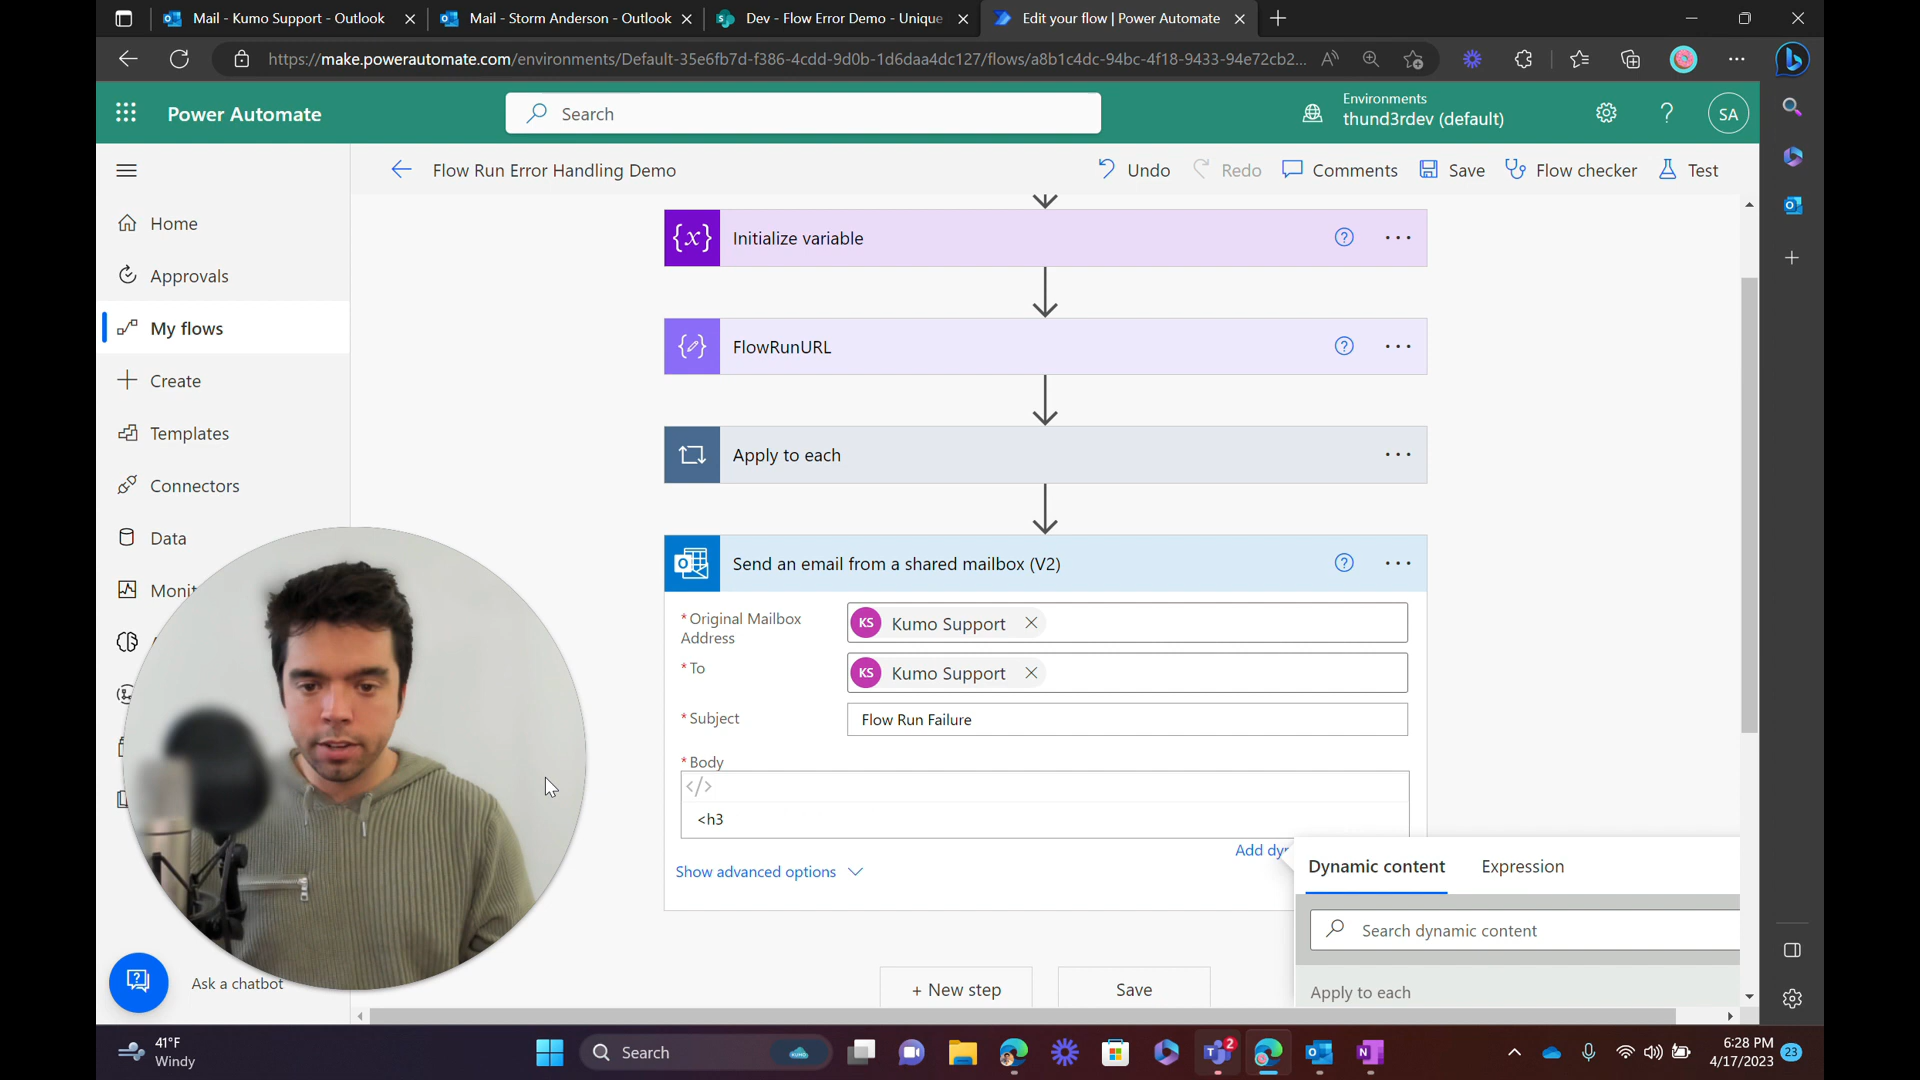 Mail - Kumo Support - Outlook
Mail - Storm Anderson - Outlook
Dev - Flow Error Demo - Unique
Edit your flow | Power Automate
https://make.powerautomate.com/environments/Default-35e6fb7d-f386-4cdd-9d0b-1d6daa4dc127/flows/a8b1c4dc-94bc-4f18-9433-94e72cb2...
Power Automate
Search
Environments
thund3rdev (default)
SA
Flow Run Error Handling Demo
Undo
Redo
Comments
Save
Flow checker
Test
Home
Approvals
My flows
Create
Templates
Connectors
Data
Monit
Ask a chatbot
Initialize variable
FlowRunURL
Apply to each
Send an email from a shared mailbox (V2)
* Original Mailbox
Address
KS Kumo Support
* To
KS Kumo Support
* Subject
Flow Run Failure
* Body
</>
<h3
Add dyn
Show advanced options
Dynamic content
Expression
Search dynamic content
Apply to each
+ New step
Save
41°F
Windy
Search
KUMO
2
6:28 PM
4/17/2023
23